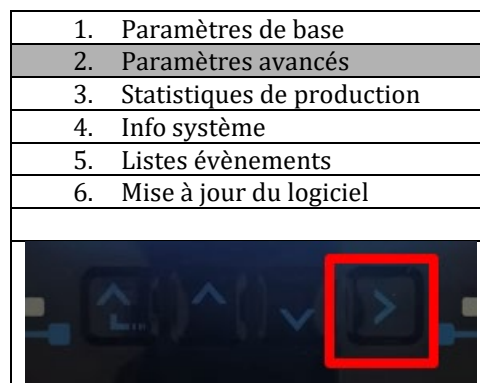 1. Paramètres de base
2. Paramètres avancés
3. Statistiques de production
4. Info système
5. Listes évènements
6. Mise à jour du logiciel